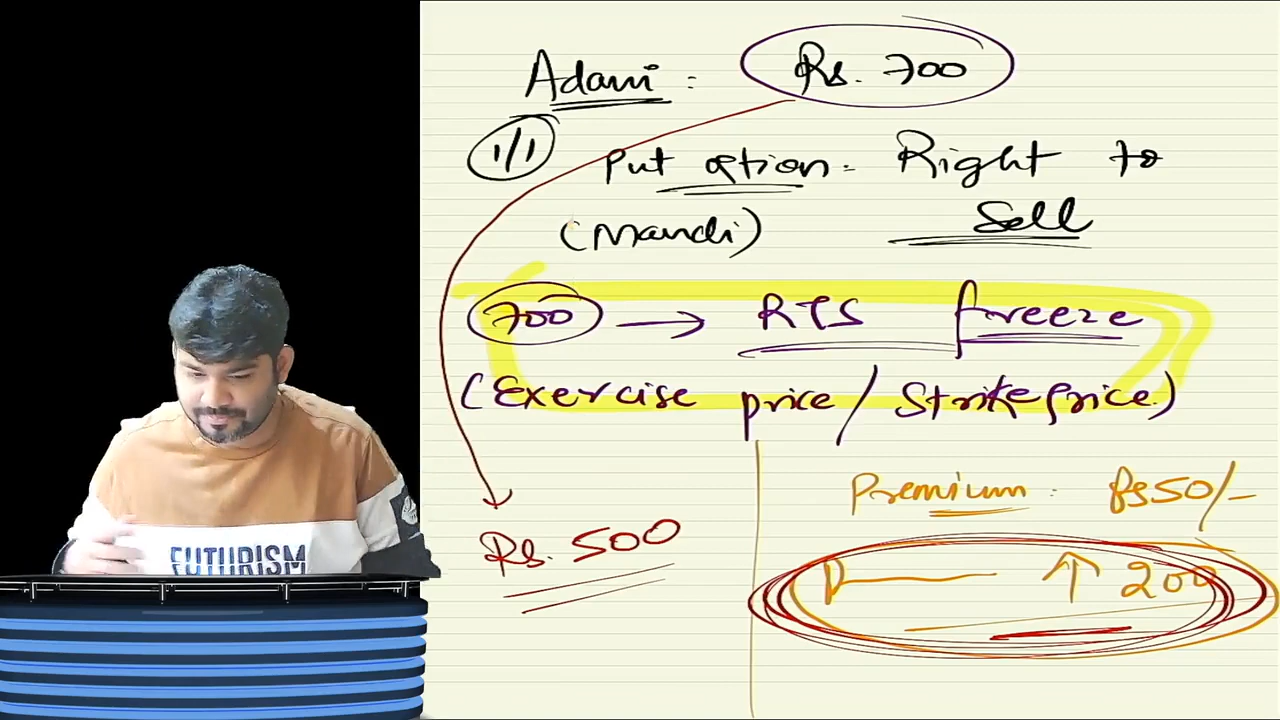 Adani : Rs. 700
1/1 Put option = Right to
(Mandi) Sell
700 → RTS freeze
(Exercise price / Strike price)
Premium : Rs 50/-
Rs. 500
P ↑ 200
FUTURISM